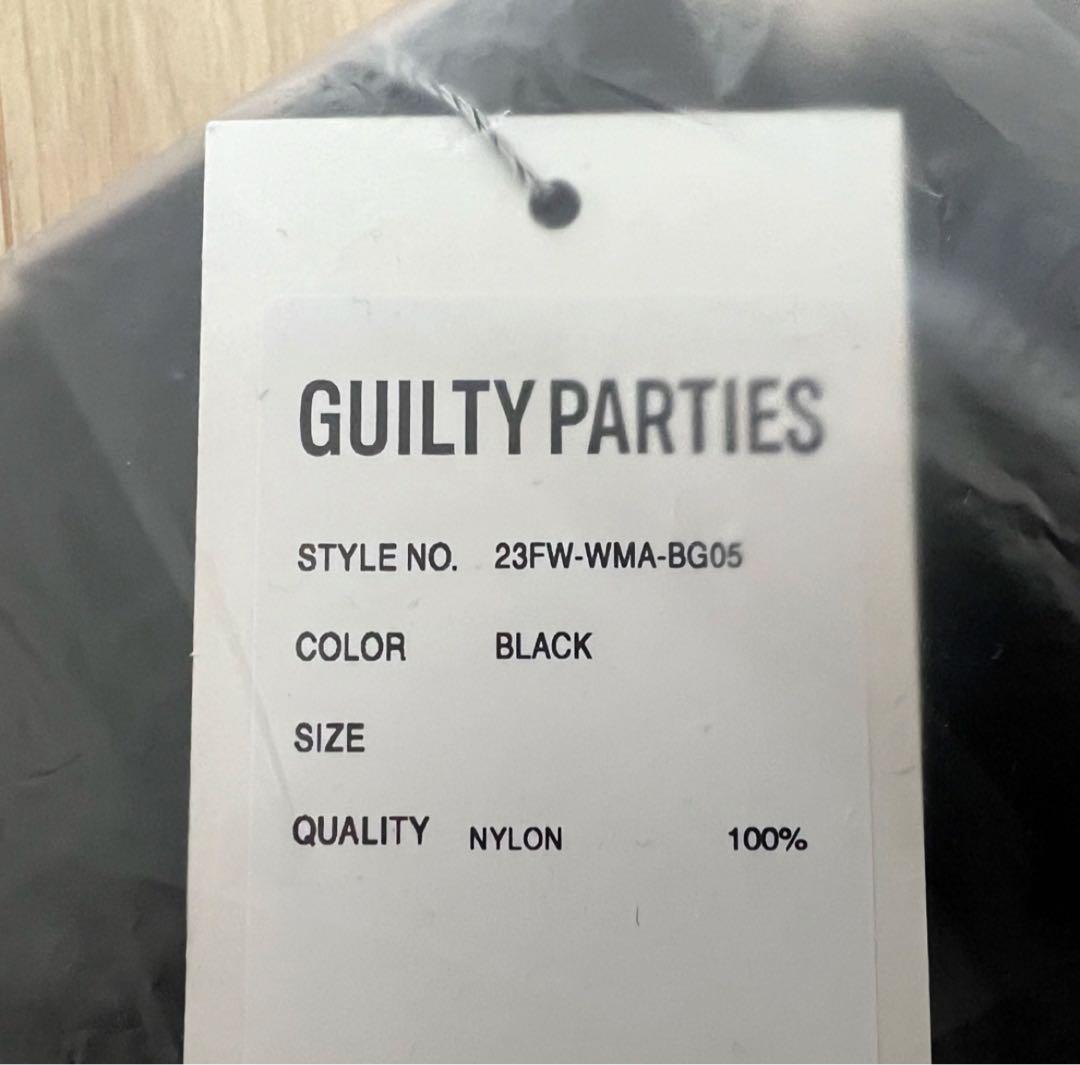 GUILTY PARTIES
STYLE NO. 23FW-WMA-BG05
COLOR BLACK
SIZE
QUALITY NYLON 100%